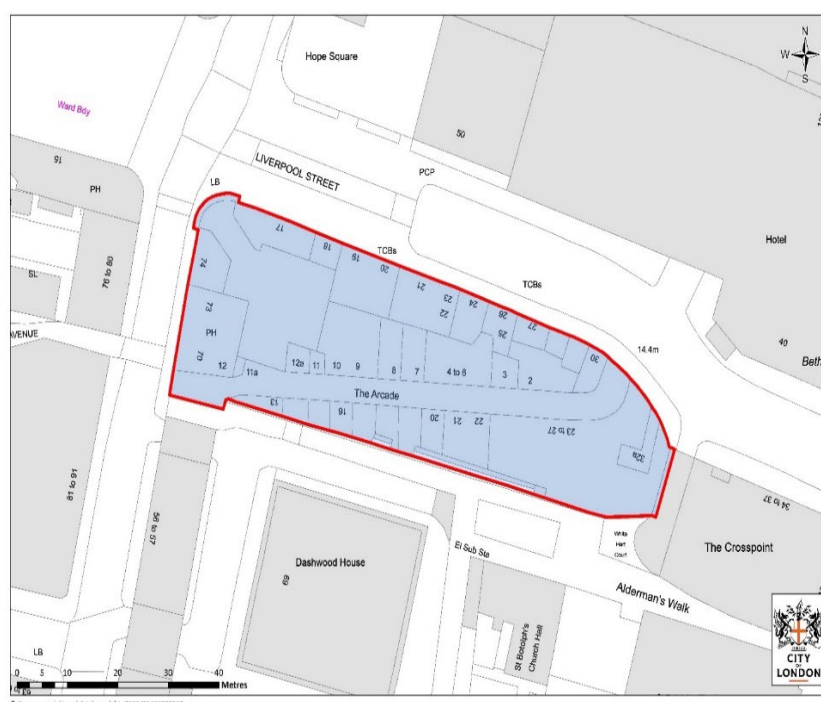 N
W
S
Hope Square
Ward Bdy
50
15
PH
LIVERPOOL STREET
PCP
LB
Hotel
17
18
TCBs
19
20
TCBs
21
74
76 to 80
SL
23
22
24
26
25
27
73
14.4m
AVENUE
PH
30
40
70
12
11a
12a
11
10
9
8
7
4 to 6
3
2
The Arcade
13
16
20
21
22
23 to 27
32a
81 to 91
34 to 37
56 to 57
White
Hart
Court
The Crosspoint
El Sub Sta
Dashwood House
69
Alderman's Walk
St Botolph's
Church Hall
LB
CITY
OF
LONDON
0 5 10 20 30 40
Metres